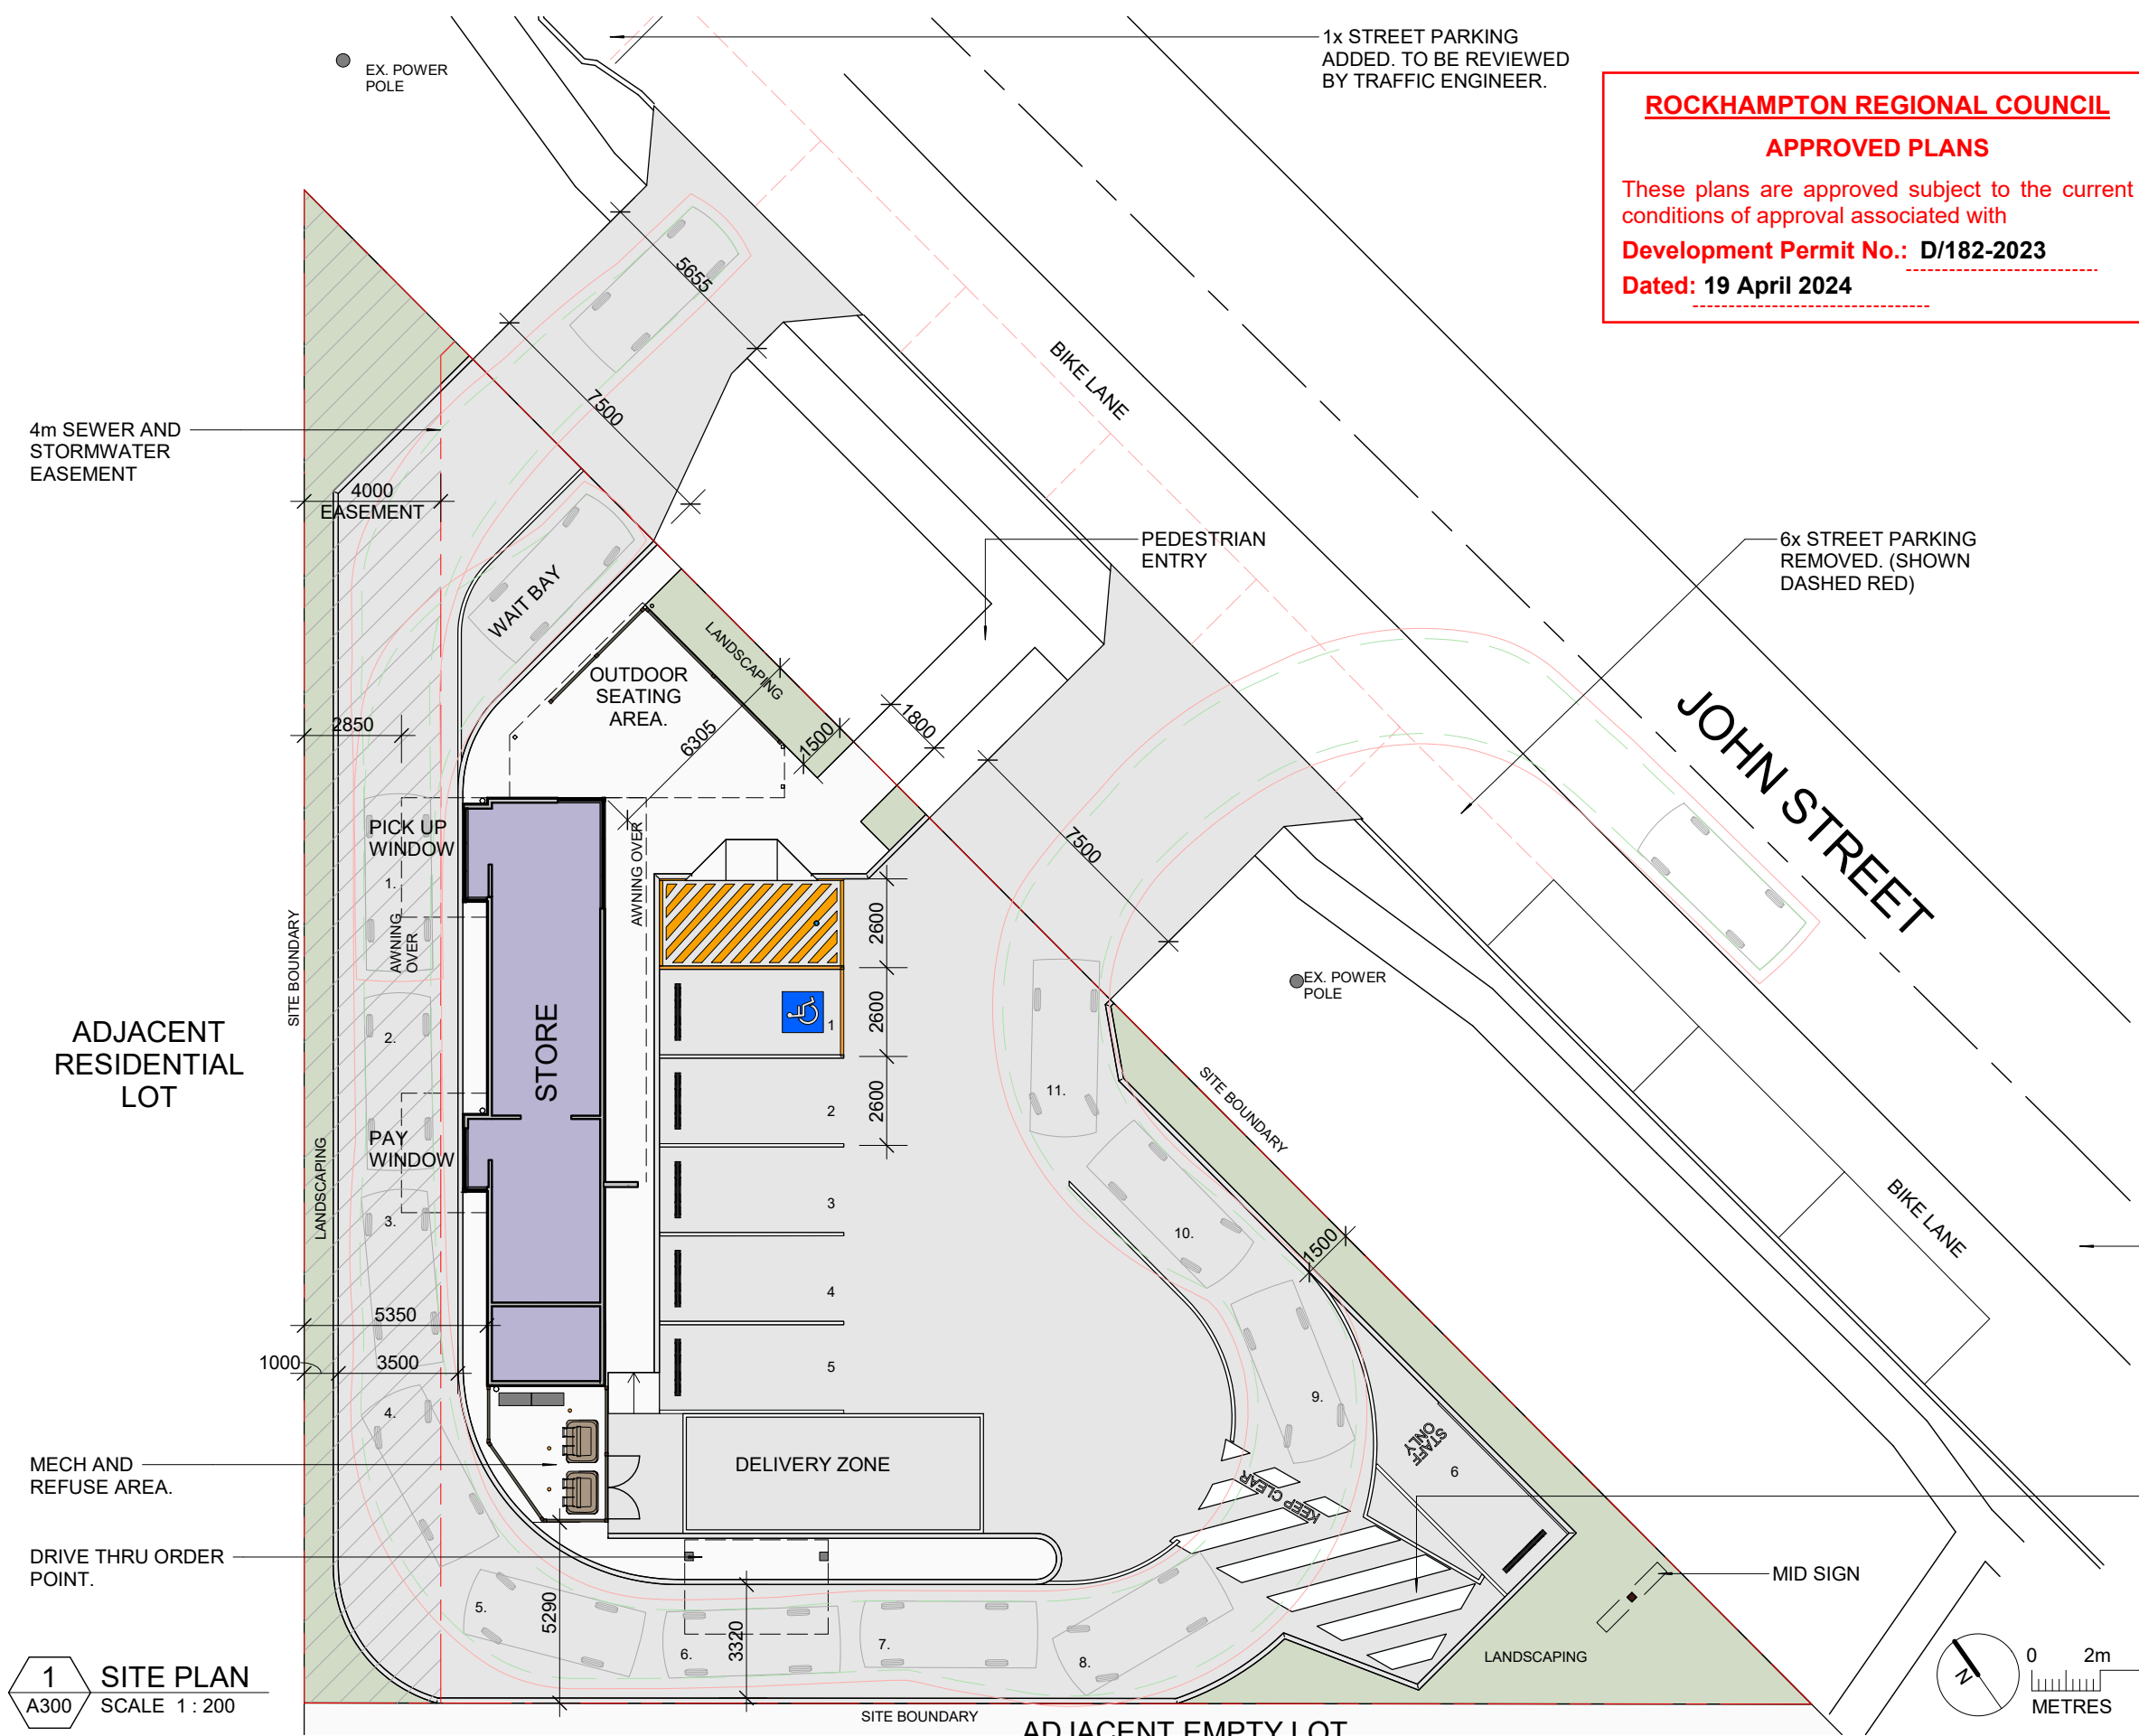 1x STREET PARKING
ADDED. TO BE REVIEWED
BY TRAFFIC ENGINEER.
EX. POWER
POLE
ROCKHAMPTON REGIONAL COUNCIL
APPROVED PLANS
These plans are approved subject to the current
conditions of approval associated with
Development Permit No.: D/182-2023
Dated: 19 April 2024
5655
7500
BIKE LANE
4m SEWER AND
STORMWATER
EASEMENT
4000
EASEMENT
PEDESTRIAN
ENTRY
6x STREET PARKING
REMOVED. (SHOWN
DASHED RED)
WAIT BAY
LANDSCAPING
OUTDOOR
SEATING
AREA.
6305
1500
1800
2850
JOHN STREET
7500
PICK UP
WINDOW
1.
AWNING
OVER
AWNING OVER
SITE BOUNDARY
2600
2600
2600
EX. POWER
POLE
ADJACENT
RESIDENTIAL
LOT
2.
STORE
1
2
3
4
5
11.
SITE BOUNDARY
PAY
WINDOW
LANDSCAPING
3.
10.
1500
BIKE LANE
5350
1000
3500
9.
4.
STAFF
ONLY
6
MECH AND
REFUSE AREA.
DELIVERY ZONE
KEEP CLEAR
DRIVE THRU ORDER
POINT.
MID SIGN
5.
5290
6.
3320
7.
8.
LANDSCAPING
1
A300
SITE PLAN
SCALE 1 : 200
SITE BOUNDARY
ADJACENT EMPTY LOT
N
0 2m
METRES